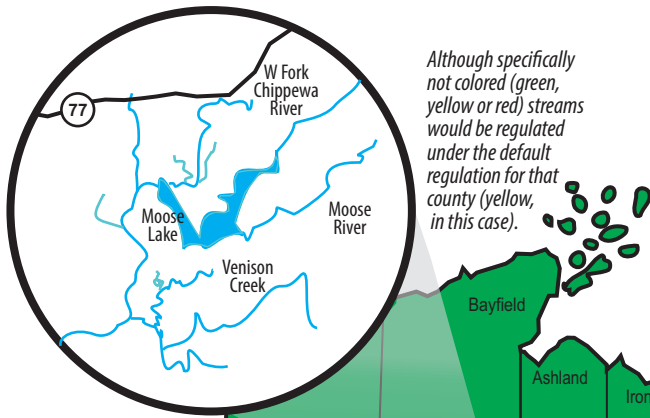 W Fork
Chippewa
River
77
Moose
Lake
Moose
River
Venison
Creek
Although specifically
not colored (green,
yellow or red) streams
would be regulated
under the default
regulation for that
county (yellow,
in this case).
Bayfield
Ashland
Iron